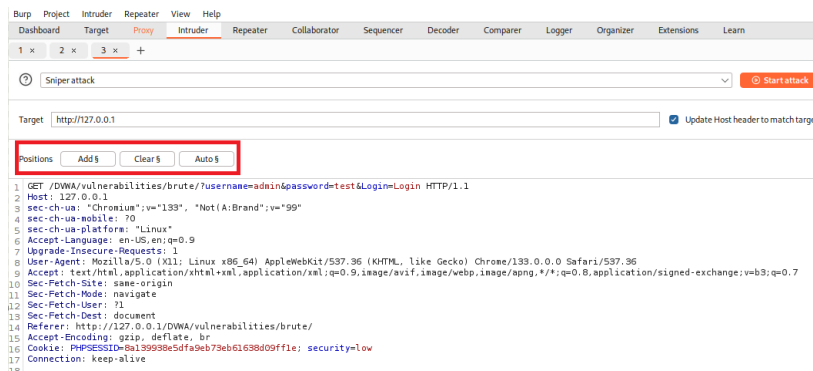 Burp Project Intruder Repeater View Help
Dashboard Target Proxy Intruder Repeater Collaborator Sequencer Decoder Comparer Logger Organizer Extensions Learn
1 × 2 × 3 × +
? Sniper attack Start attack
Target http://127.0.0.1 Update Host header to match targe
Positions Add § Clear § Auto §
1 GET /DVWA/vulnerabilities/brute/?username=admin&password=test&Login=Login HTTP/1.1
2 Host: 127.0.0.1
3 sec-ch-ua: "Chromium";v="133", "Not(A:Brand";v="99"
4 sec-ch-ua-mobile: ?0
5 sec-ch-ua-platform: "Linux"
6 Accept-Language: en-US,en;q=0.9
7 Upgrade-Insecure-Requests: 1
8 User-Agent: Mozilla/5.0 (X11; Linux x86_64) AppleWebKit/537.36 (KHTML, like Gecko) Chrome/133.0.0.0 Safari/537.36
9 Accept: text/html,application/xhtml+xml,application/xml;q=0.9,image/avif,image/webp,image/apng,*/*;q=0.8,application/signed-exchange;v=b3;q=0.7
10 Sec-Fetch-Site: same-origin
11 Sec-Fetch-Mode: navigate
12 Sec-Fetch-User: ?1
13 Sec-Fetch-Dest: document
14 Referer: http://127.0.0.1/DVWA/vulnerabilities/brute/
15 Accept-Encoding: gzip, deflate, br
16 Cookie: PHPSESSID=8a139938e5dfa9eb73eb61638d09ff1e; security=low
17 Connection: keep-alive
18